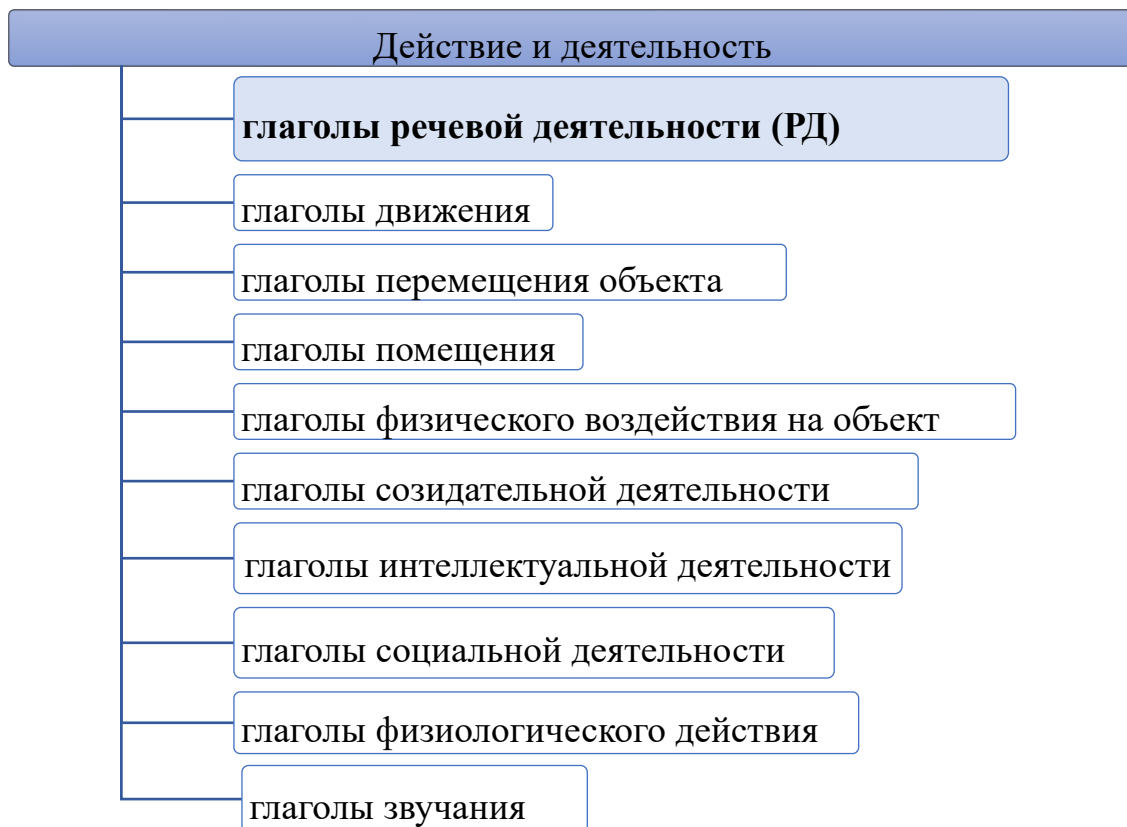 Действие и деятельность
глаголы речевой деятельности (РД)
глаголы движения
глаголы перемещения объекта
глаголы помещения
глаголы физического воздействия на объект
глаголы созидательной деятельности
глаголы интеллектуальной деятельности
глаголы социальной деятельности
глаголы физиологического действия
глаголы звучания